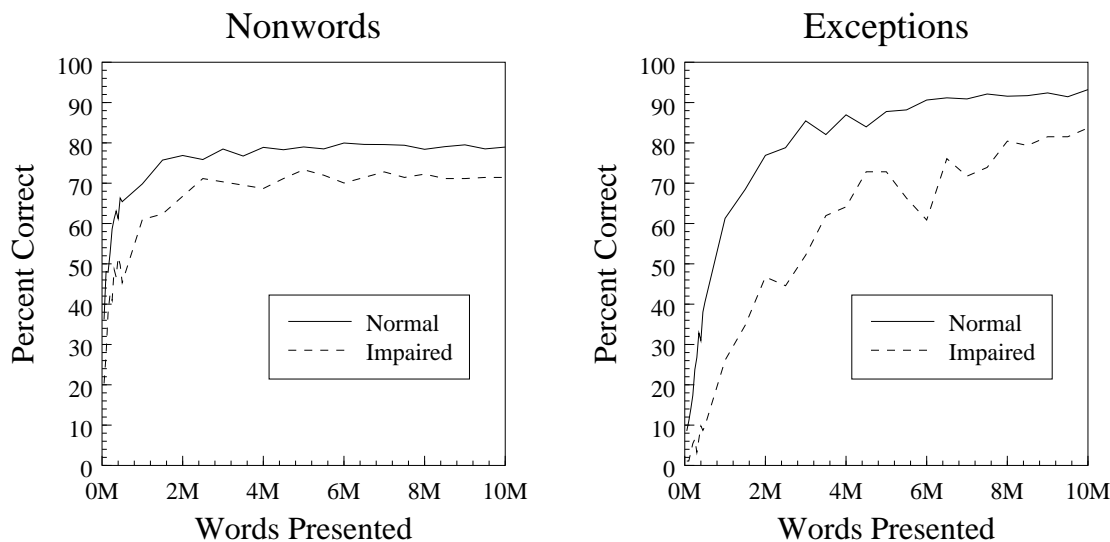 Nonwords
Percent Correct
100
90
80
70
60
50
40
30
20
10
0
Normal
Impaired
0M 2M 4M 6M 8M 10M
Words Presented
Exceptions
Percent Correct
100
90
80
70
60
50
40
30
20
10
0
Normal
Impaired
0M 2M 4M 6M 8M 10M
Words Presented